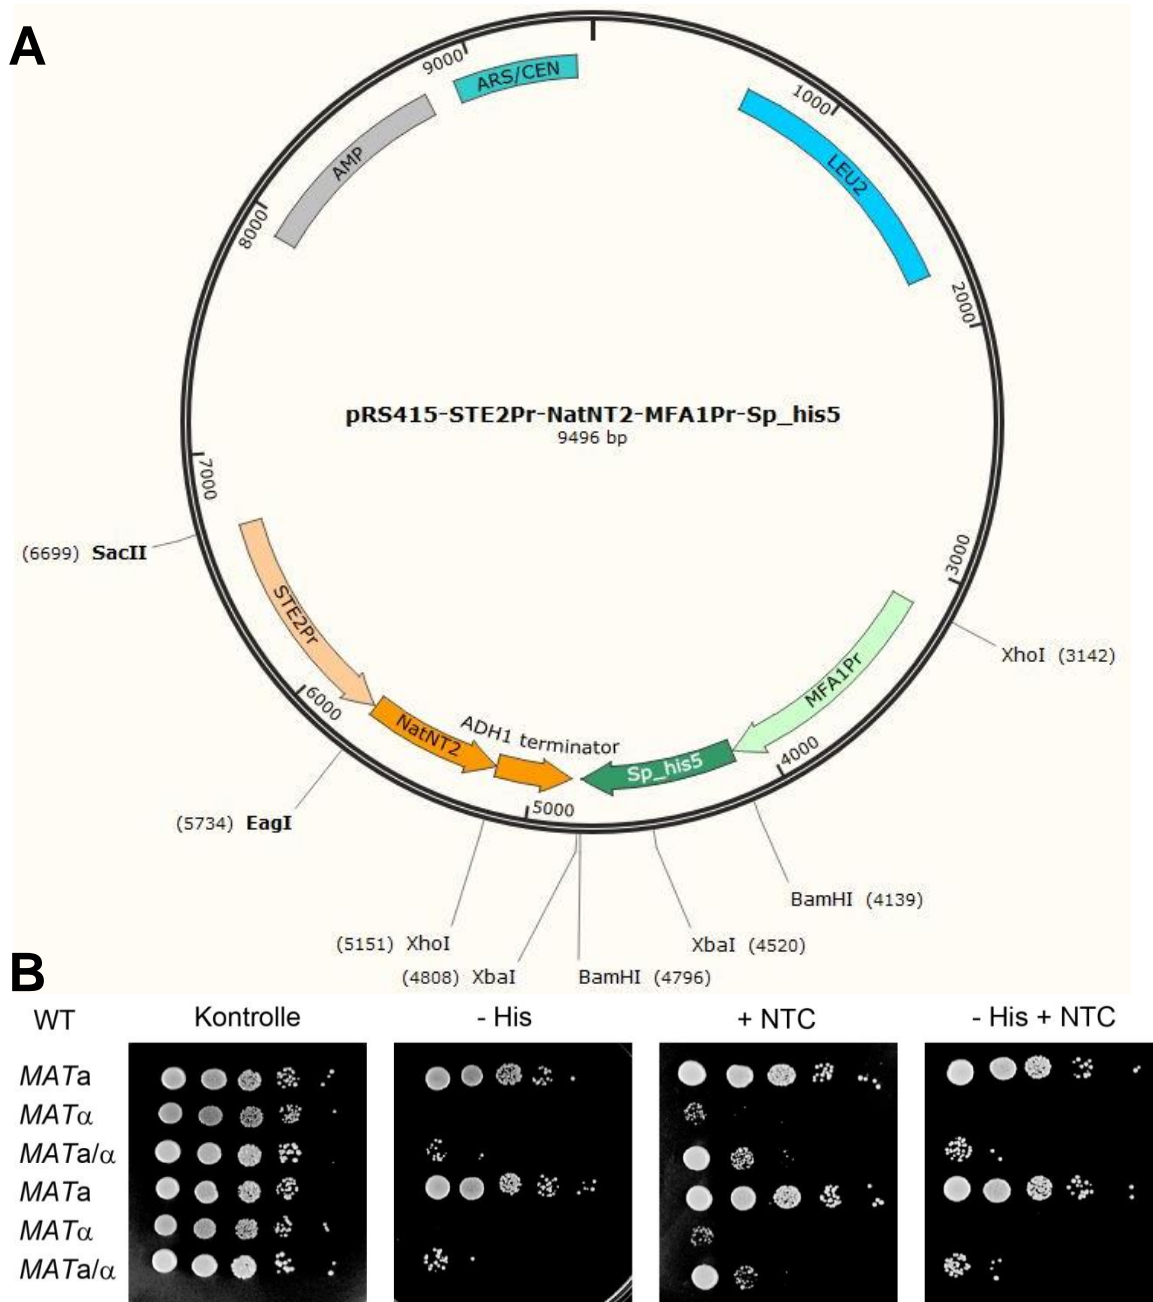 A
9000
ARS/CEN
1000
AMP
LEU2
8000
2000
pRS415-STE2Pr-NatNT2-MFA1Pr-Sp_his5
9496 bp
7000
(6699) SacII
3000
STE2Pr
XhoI (3142)
MFA1Pr
6000
NatNT2
ADH1 terminator
Sp_his5
4000
5000
(5734) EagI
BamHI (4139)
(5151) XhoI
XbaI (4520)
(4808) XbaI
BamHI (4796)
B
WT Kontrolle - His + NTC - His + NTC
MATa
MATα
MATa/α
MATa
MATα
MATa/α